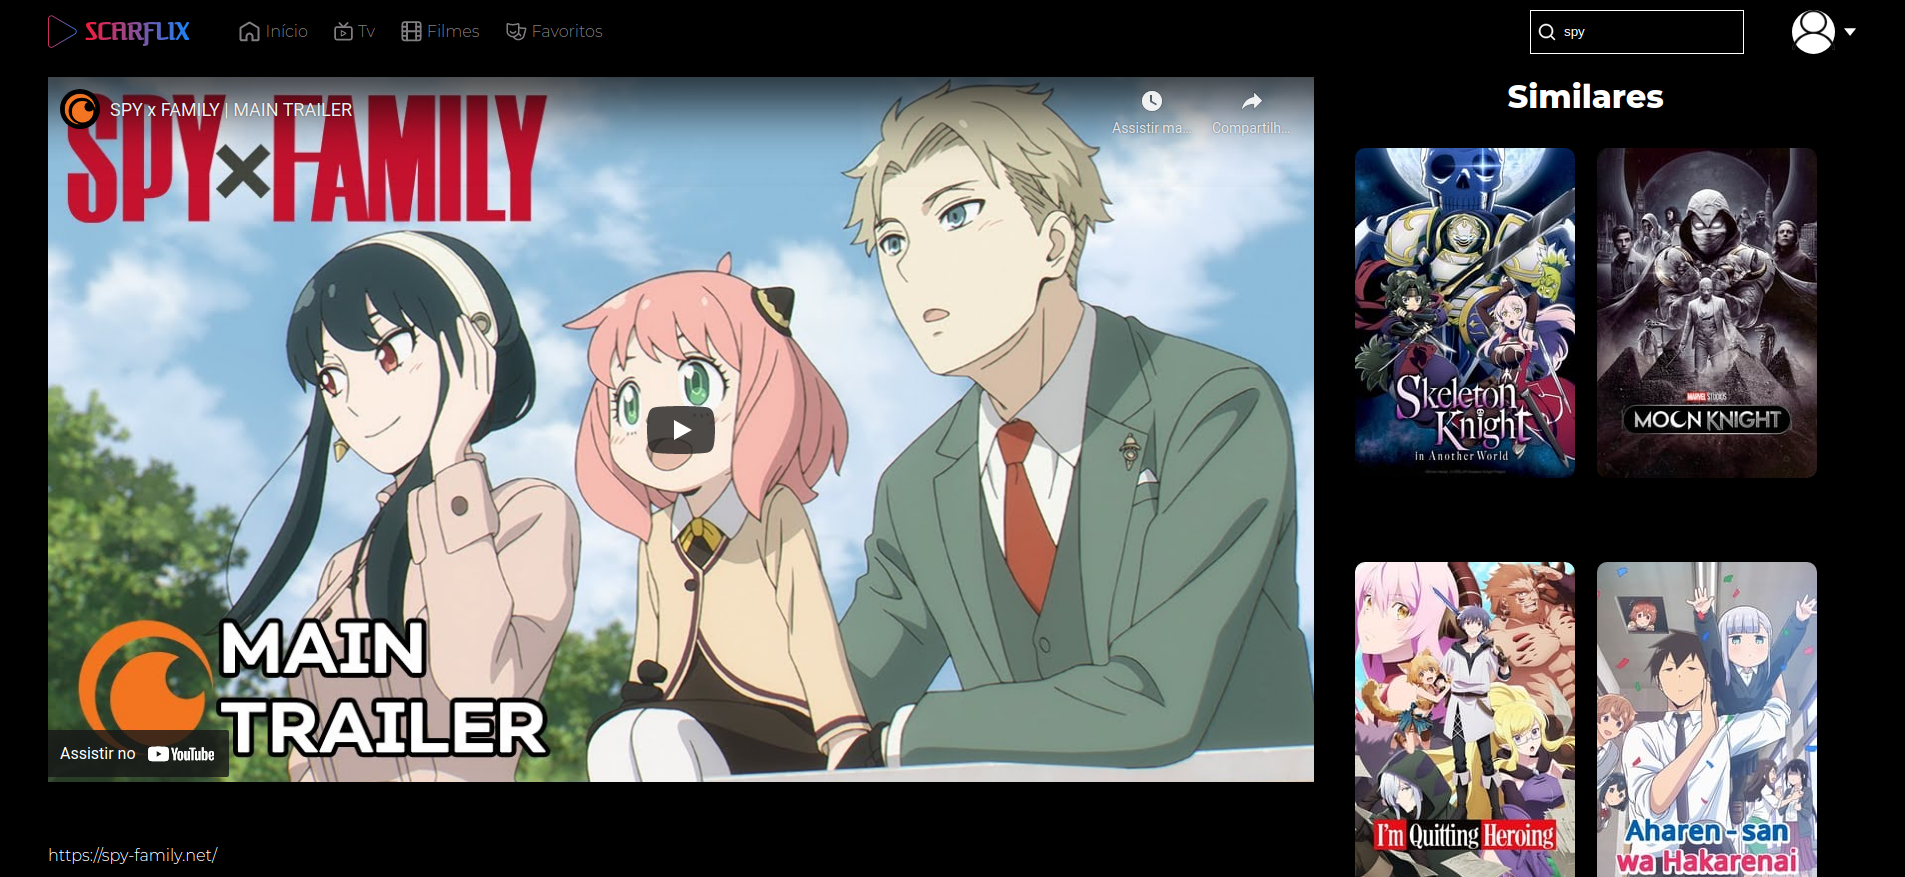 SCARFLIX
Início
Tv
Filmes
Favoritos
spy
SPY x FAMILY | MAIN TRAILER
Assistir ma...
Compartilh...
SPY×FAMILY
MAIN
TRAILER
Assistir no YouTube
https://spy-family.net/
Similares
Skeleton
Knight
in Another World
MARVEL STUDIOS
MOON KNIGHT
I'm Quitting Heroing
Aharen-san
wa Hakarenai